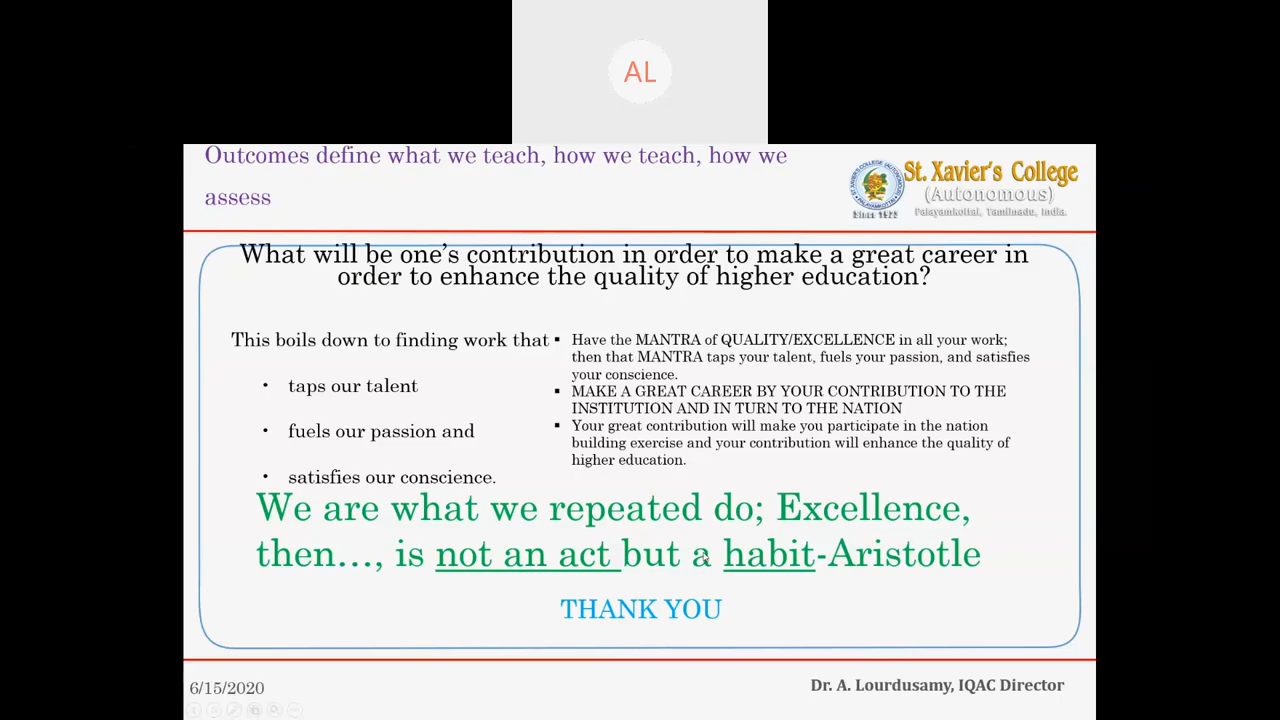 AL
Outcomes define what we teach, how we teach, how we
assess
St. Xavier's College
(Autonomous)
Palayamkottai, Tamilnadu, India.
Since 1923
What will be one's contribution in order to make a great career in
order to enhance the quality of higher education?
This boils down to finding work that
• taps our talent
• fuels our passion and
• satisfies our conscience.
▪ Have the MANTRA of QUALITY/EXCELLENCE in all your work;
then that MANTRA taps your talent, fuels your passion, and satisfies
your conscience.
▪ MAKE A GREAT CAREER BY YOUR CONTRIBUTION TO THE
INSTITUTION AND IN TURN TO THE NATION
▪ Your great contribution will make you participate in the nation
building exercise and your contribution will enhance the quality of
higher education.
We are what we repeated do; Excellence,
then…, is not an act but a habit-Aristotle
THANK YOU
6/15/2020
Dr. A. Lourdusamy, IQAC Director